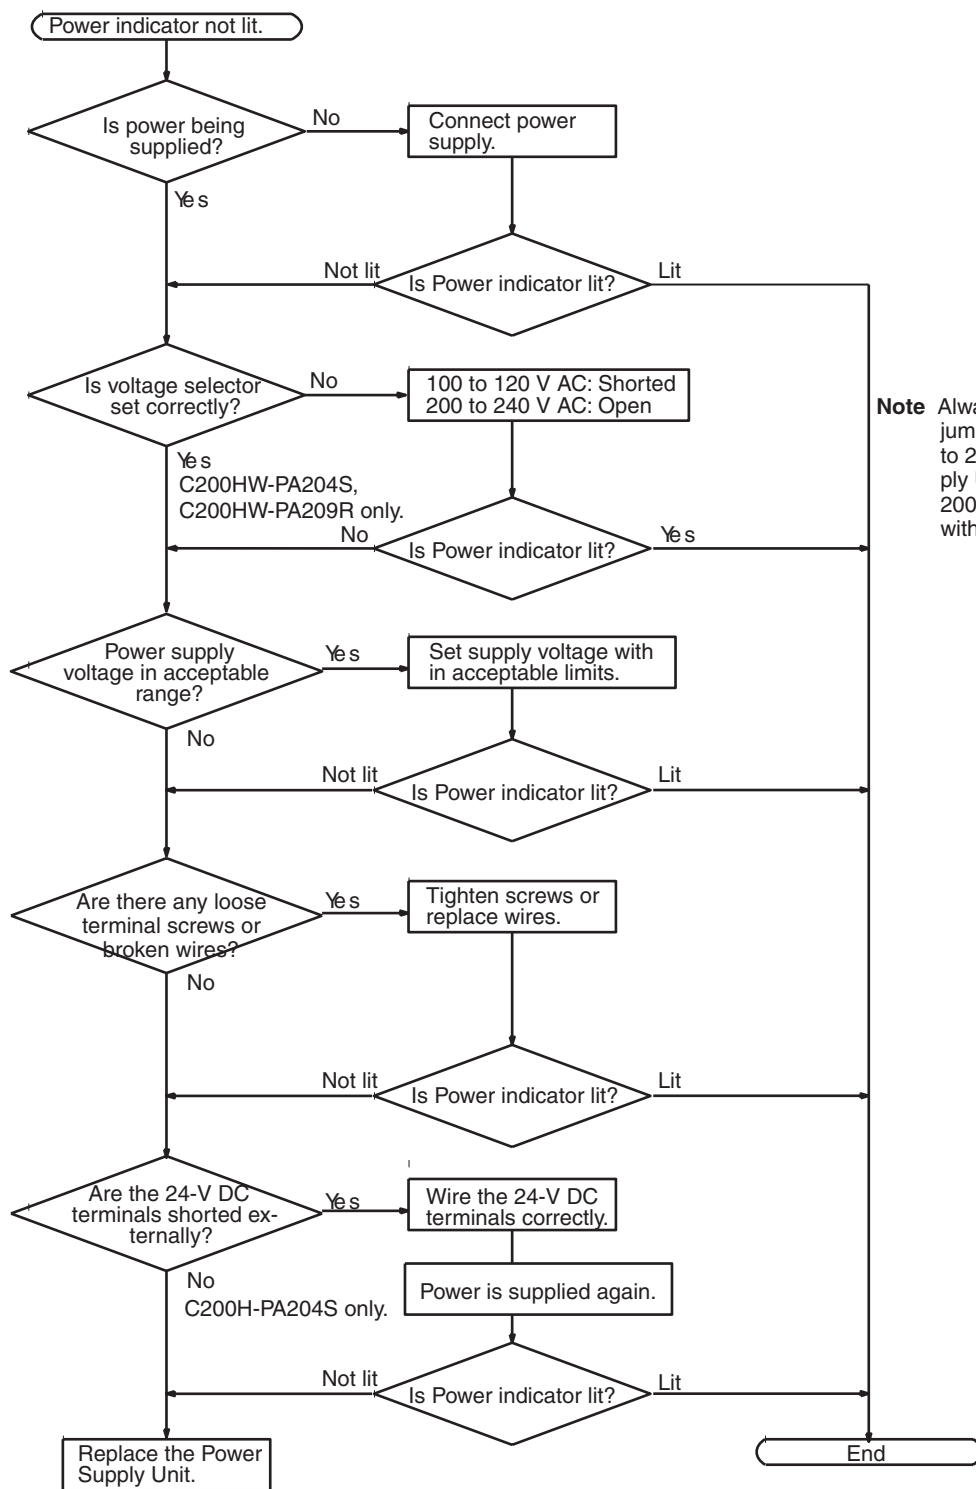 Power indicator not lit.
Is power being
supplied?
No
Connect power
supply.
Yes
Not lit
Is Power indicator lit?
Lit
Is voltage selector
set correctly?
No
100 to 120 V AC: Shorted
200 to 240 V AC: Open
Note
jum
to 2
ply
200
with
Yes
C200HW-PA204S,
C200HW-PA209R only.
No
Is Power indicator lit?
Yes
Power supply
voltage in acceptable
range?
Yes
Set supply voltage with
in acceptable limits.
No
Not lit
Is Power indicator lit?
Lit
Are there any loose
terminal screws or
broken wires?
Yes
Tighten screws or
replace wires.
No
Not lit
Is Power indicator lit?
Lit
Are the 24-V DC
terminals shorted ex-
ternally?
Yes
Wire the 24-V DC
terminals correctly.
No
C200H-PA204S only.
Power is supplied again.
Not lit
Is Power indicator lit?
Lit
Replace the Power
Supply Unit.
End